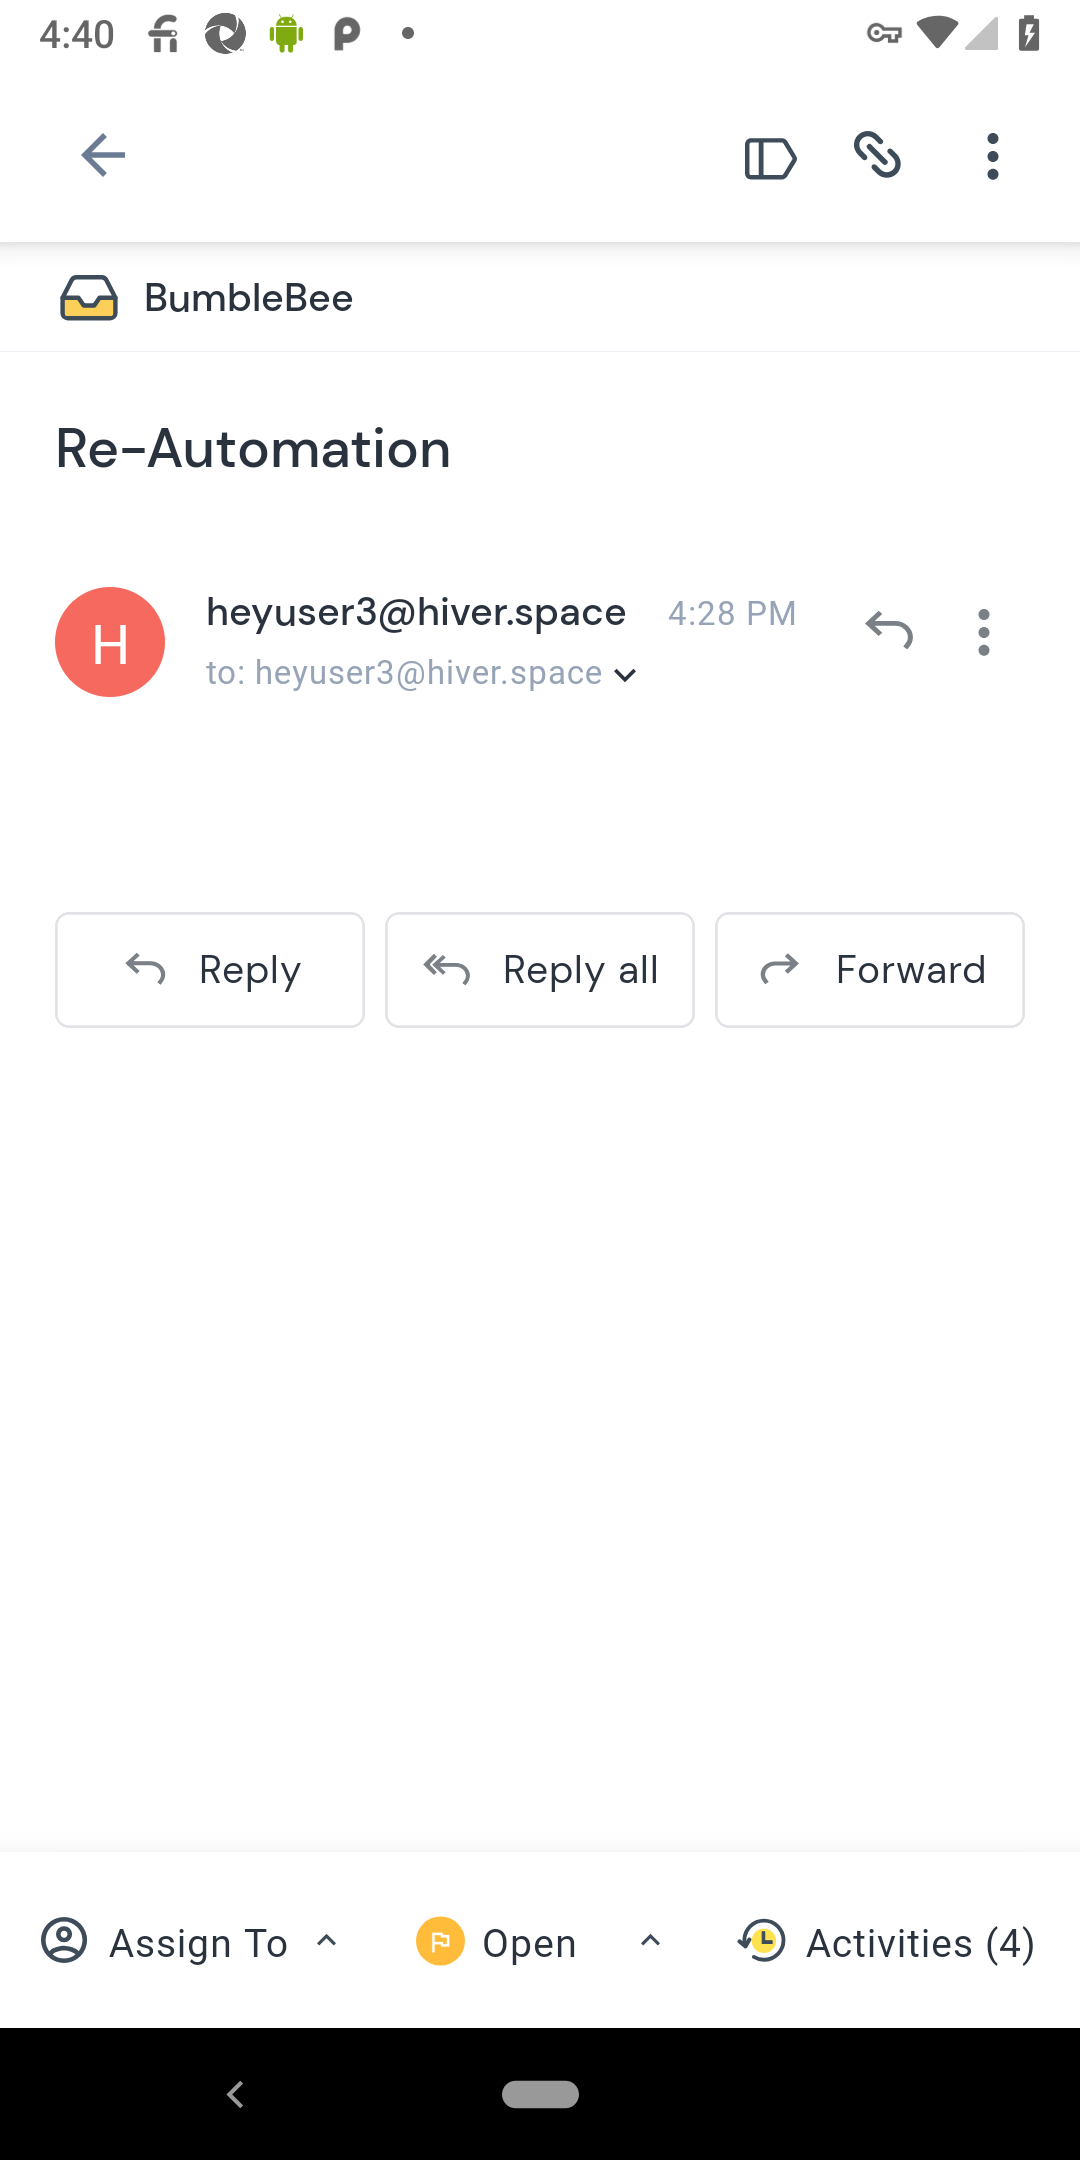 4:40
BumbleBee
Re-Automation
H
heyuser3@hiver.space 4:28 PM
to: heyuser3@hiver.space
Reply Reply all Forward
Assign To Open Activities (4)